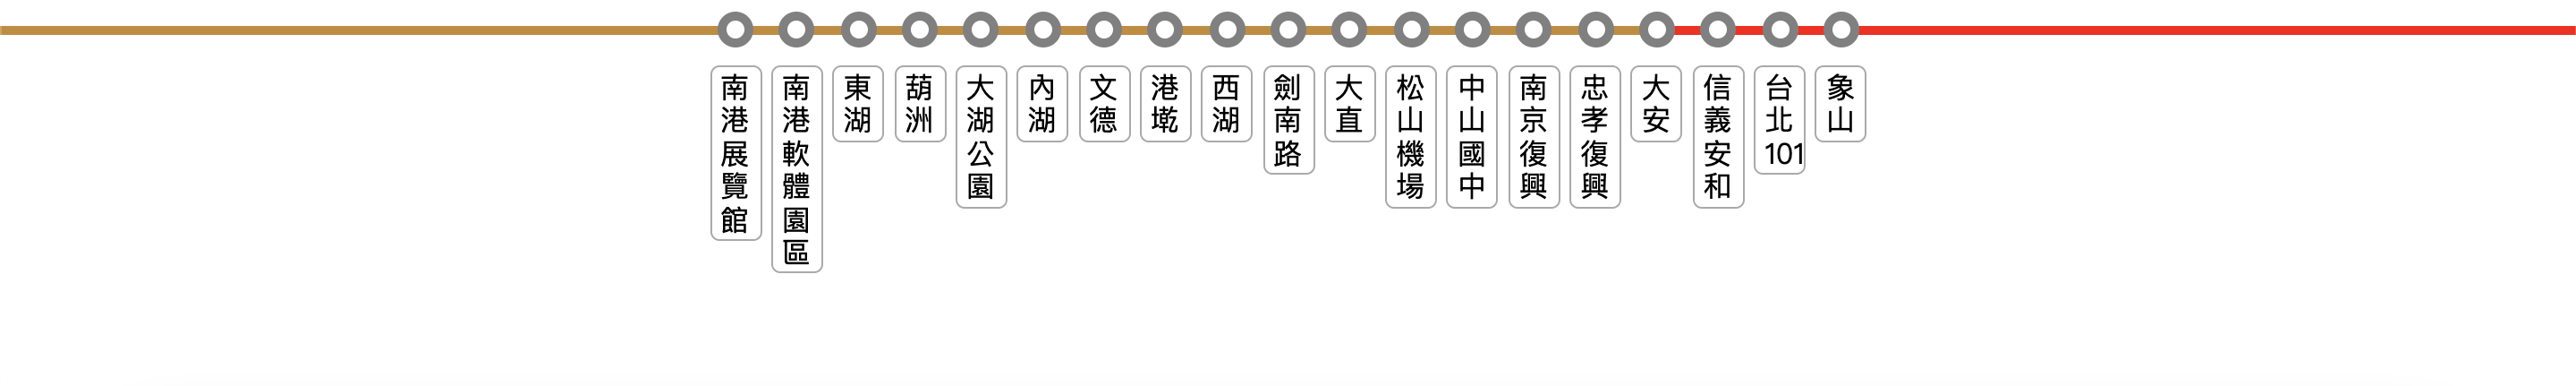 南港展覽館
南港軟體園區
東湖
葫洲
大湖公園
內湖
文德
港墘
西湖
劍南路
大直
松山機場
中山國中
南京復興
忠孝復興
大安
信義安和
台北101
象山